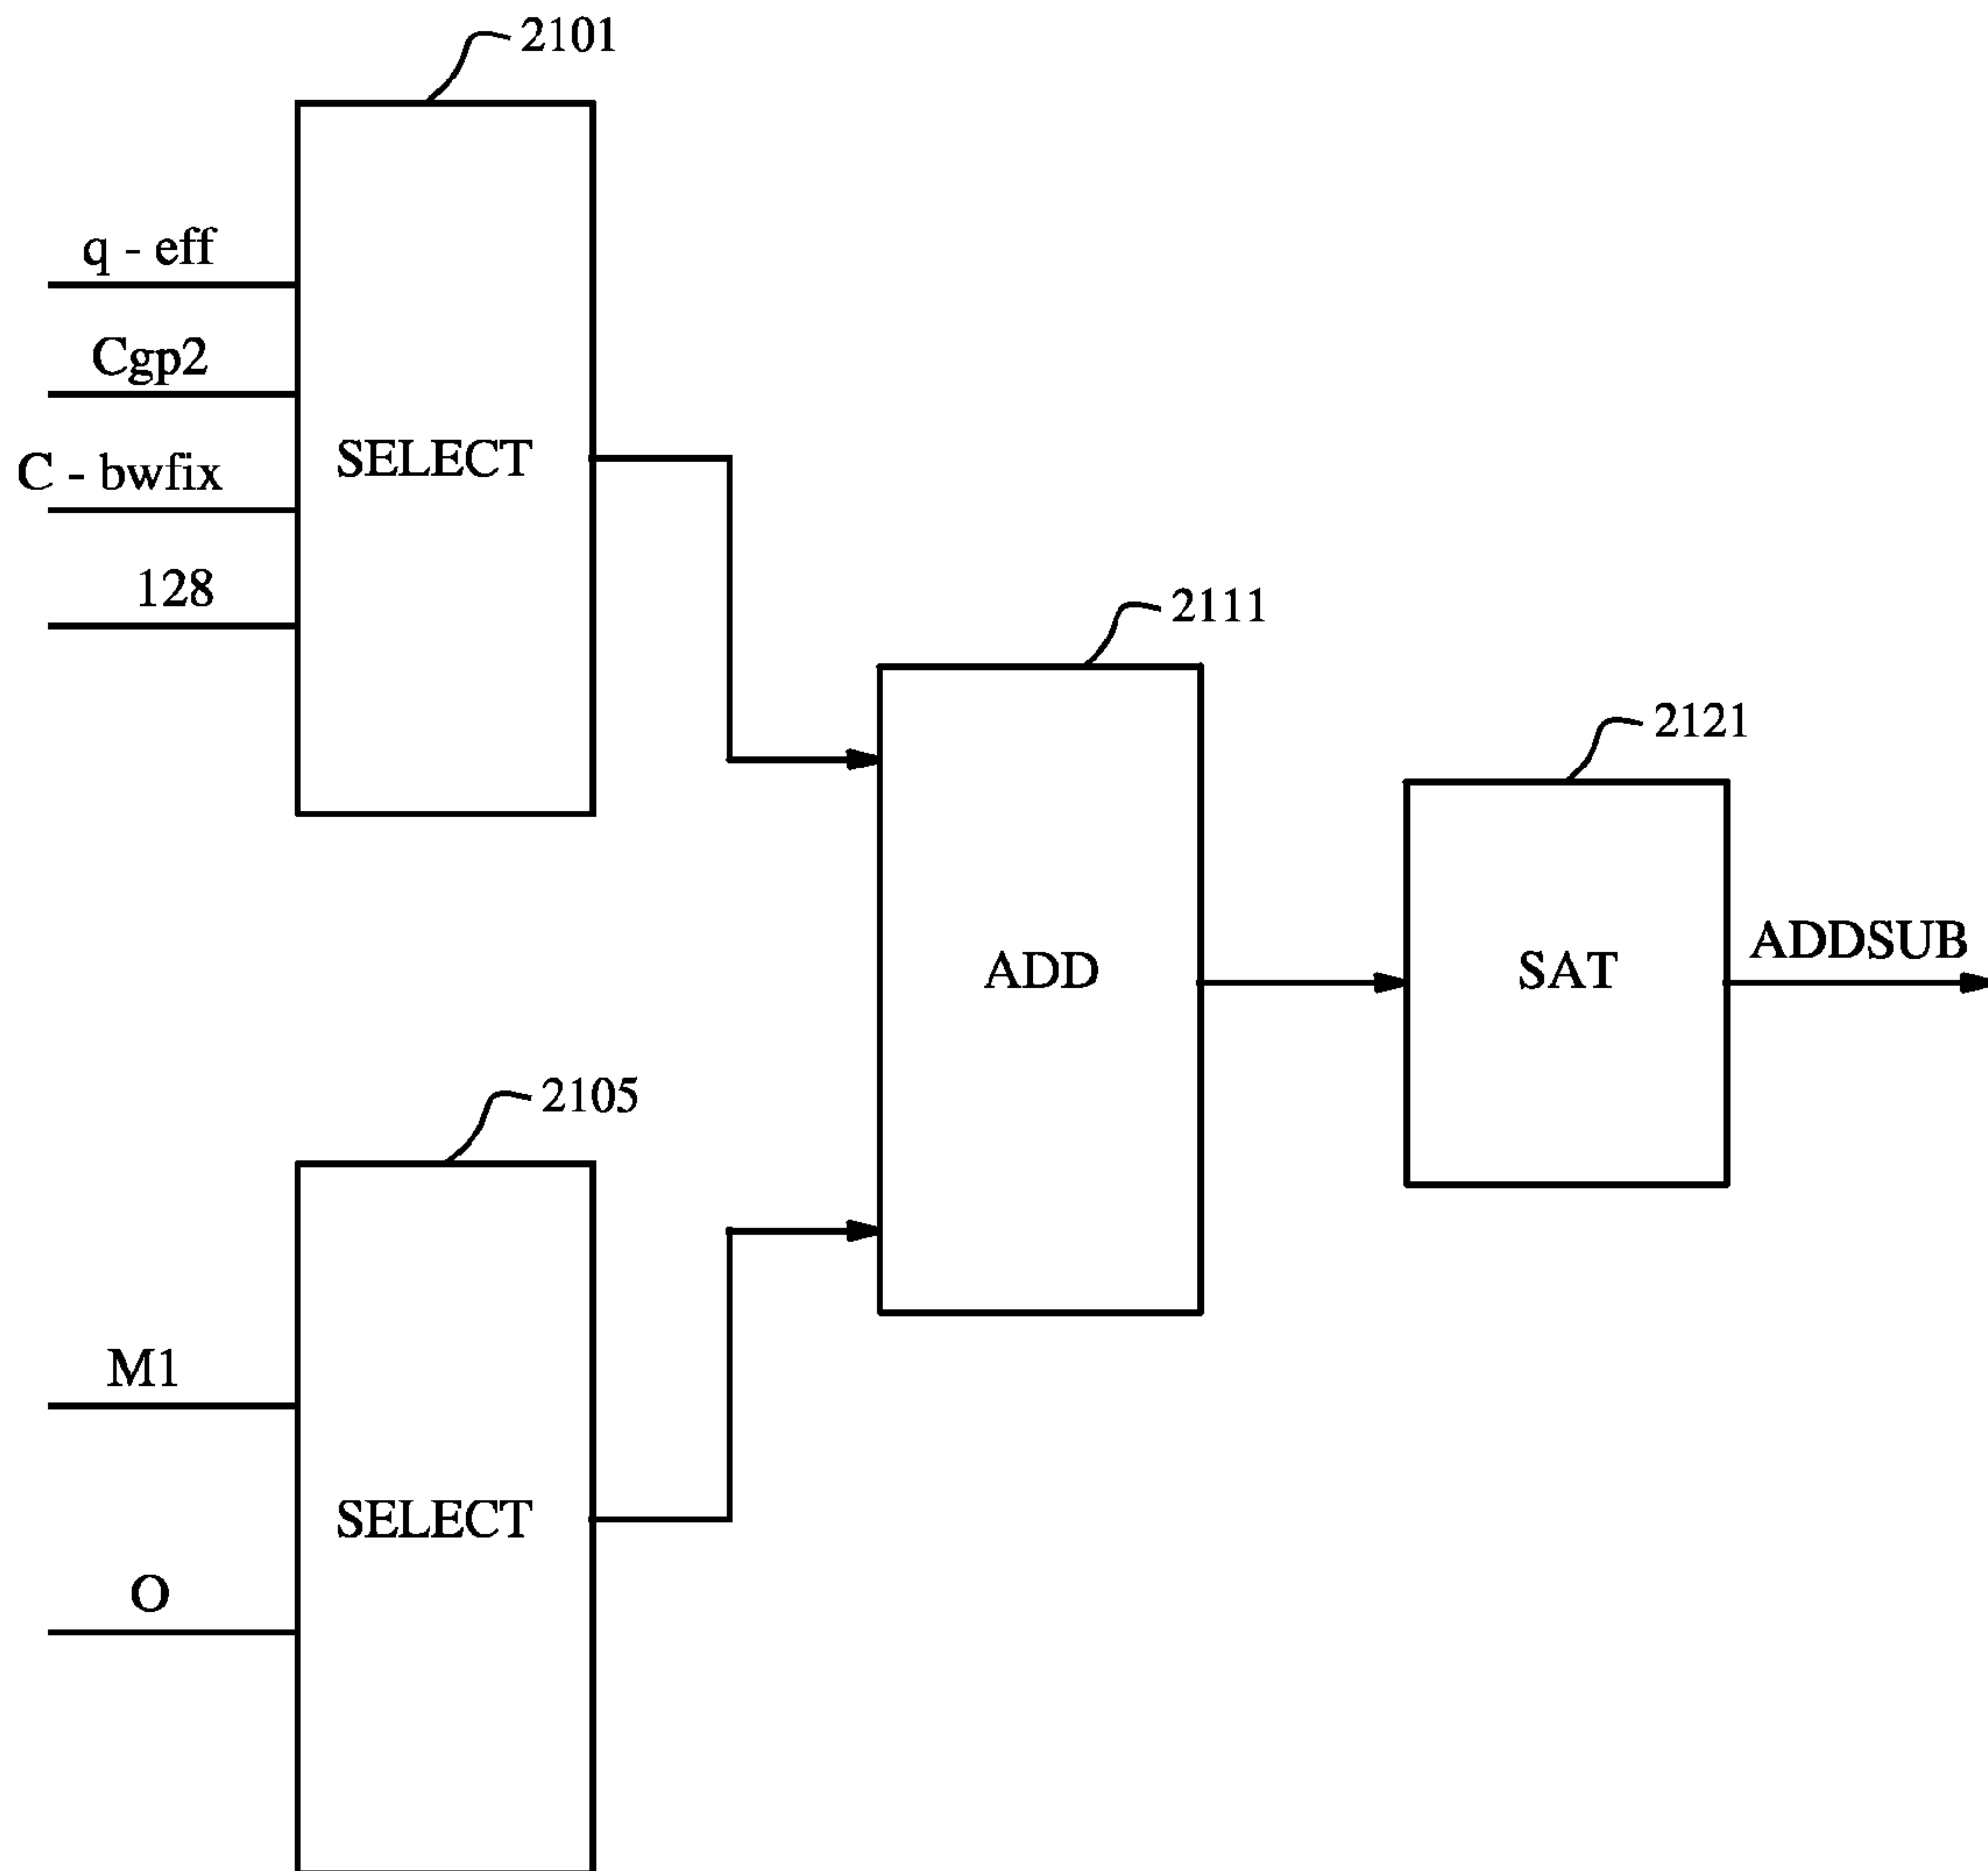 2101
q - eff
Cgp2
C - bwfix
128
SELECT
2111
ADD
2121
SAT
ADDSUB
2105
M1
O
SELECT